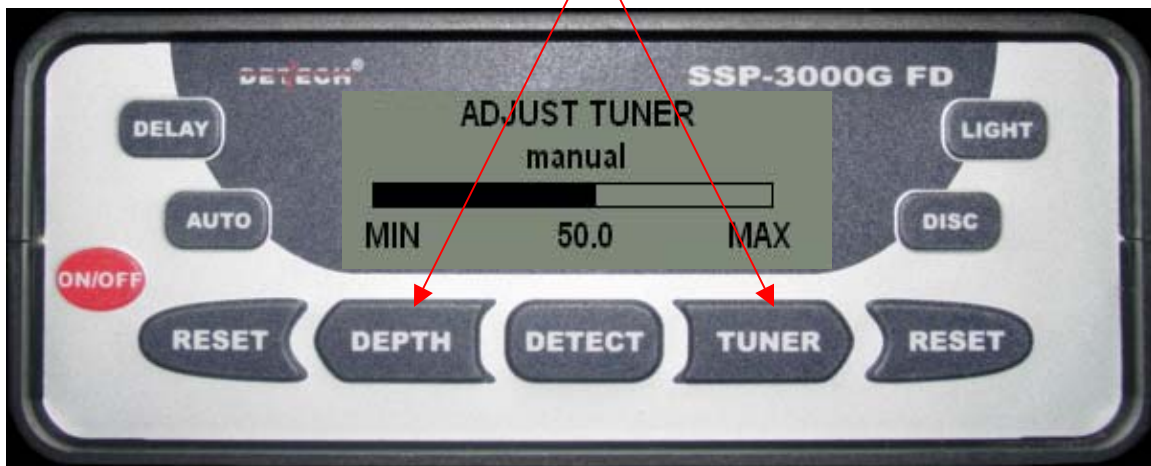 DETECH®
SSP-3000G FD
DELAY
ADJUST TUNER
LIGHT
manual
AUTO
DISC
MIN 50.0 MAX
ON/OFF
RESET
DEPTH
DETECT
TUNER
RESET